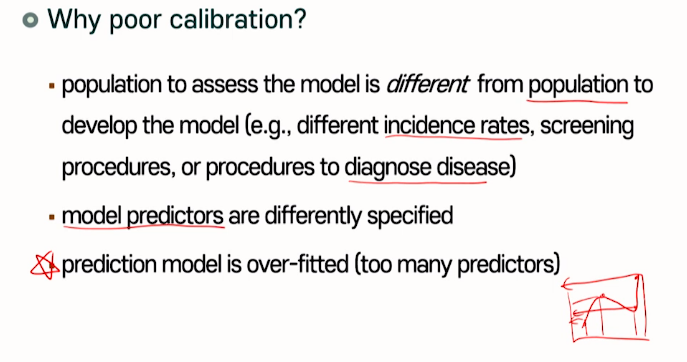 Why poor calibration?
population to assess the model is different from population to
develop the model (e.g., different incidence rates, screening
procedures, or procedures to diagnose disease)
model predictors are differently specified
prediction model is over-fitted (too many predictors)